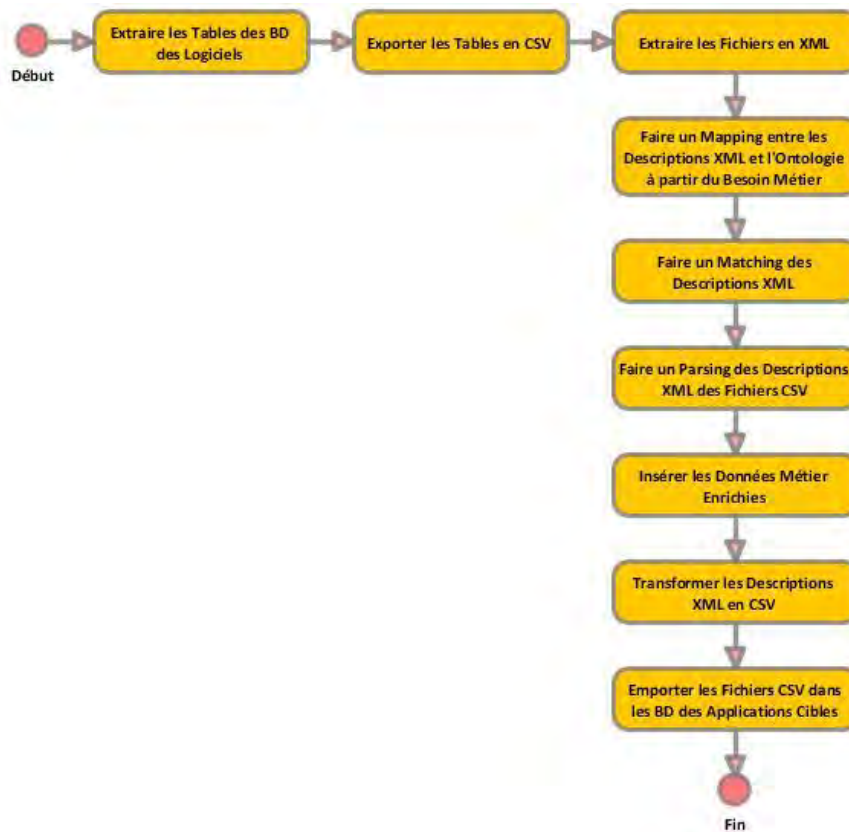 Début
Extraire les Tables des BD
des Logiciels
Exporter les Tables en CSV
Extraire les Fichiers en XML
Faire un Mapping entre les
Descriptions XML et l'Ontologie
à partir du Besoin Métier
Faire un Matching des
Descriptions XML
Faire un Parsing des Descriptions
XML des Fichiers CSV
Insérer les Données Métier
Enrichies
Transformer les Descriptions
XML en CSV
Emporter les Fichiers CSV dans
les BD des Applications Cibles
Fin